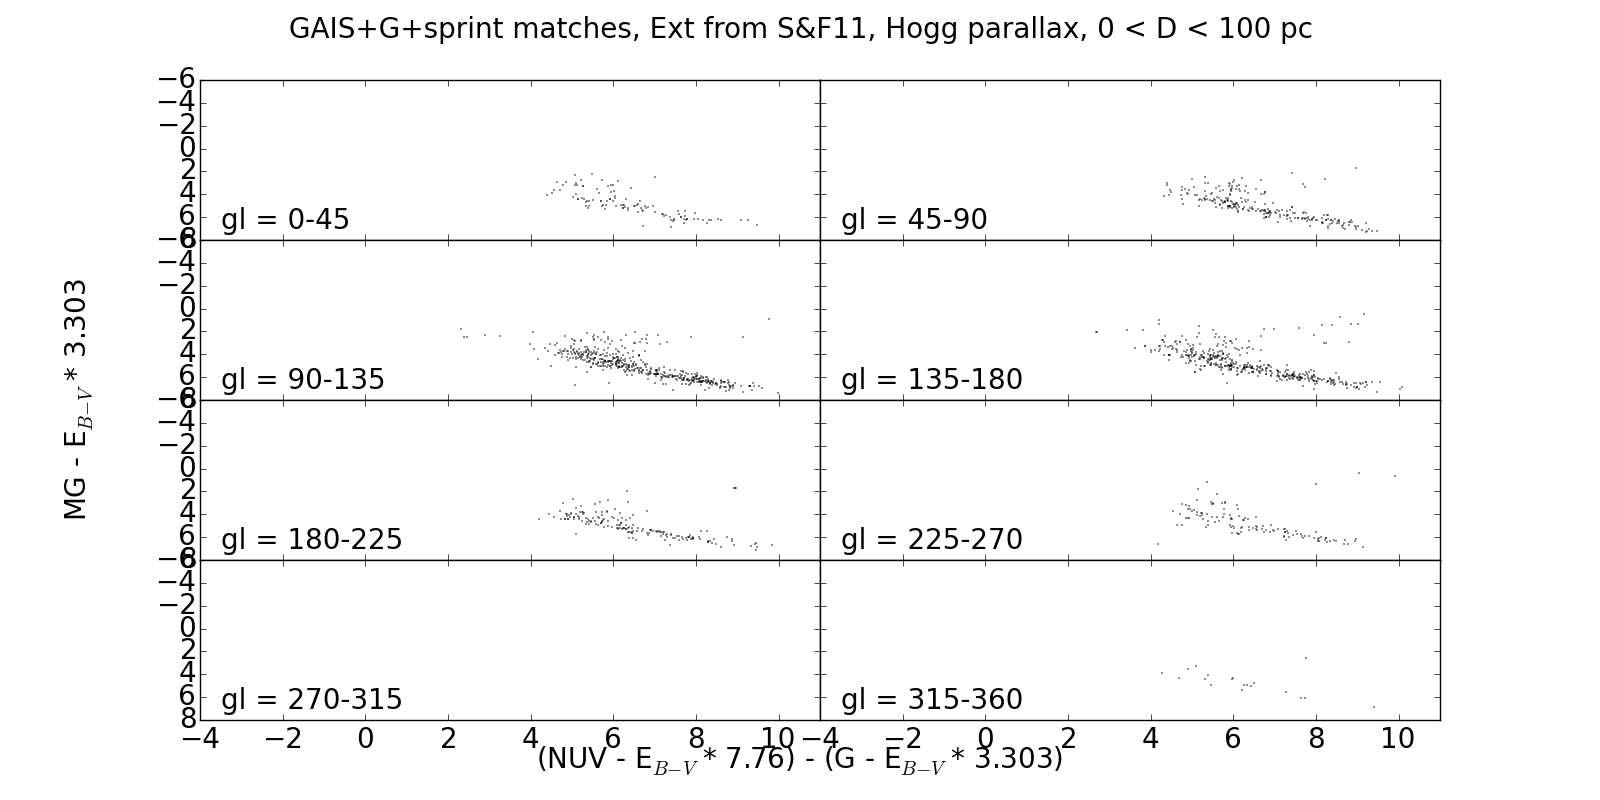 GAIS+G+sprint matches, Ext from S&F11, Hogg parallax, 0 < D < 100 pc
−6
−4
−2
0
2
4
6
8
gl = 0-45
gl = 45-90
−6
−4
−2
0
2
4
6
8
gl = 90-135
gl = 135-180
−6
−4
−2
0
2
4
6
8
gl = 180-225
gl = 225-270
−6
−4
−2
0
2
4
6
8
gl = 270-315
gl = 315-360
MG - E_{B−V} * 3.303
−4 −2 0 2 4 6 8 10 −4 −2 0 2 4 6 8 10
(NUV - E_{B−V} * 7.76) - (G - E_{B−V} * 3.303)